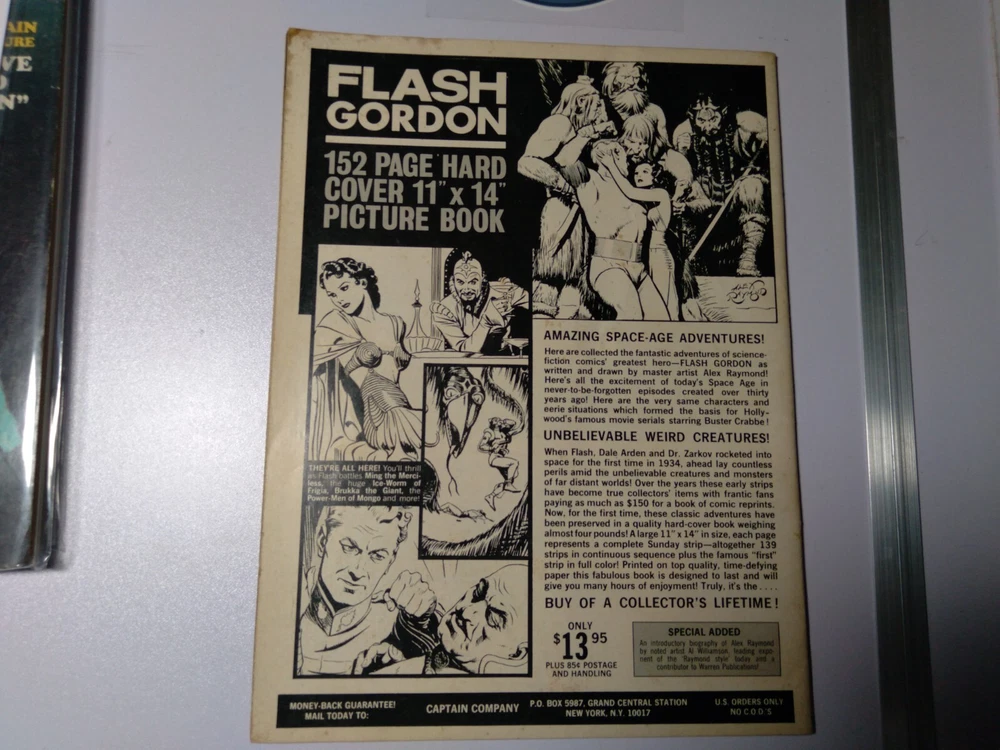 AIN
URE
VE
N"
FLASH
GORDON
152 PAGE HARD
COVER 11" x 14"
PICTURE BOOK
ALEX
RAYMOND
THEY'RE ALL HERE! You'll thrill
as Flash battles Ming the Merci-
less, the huge Ice-Worm of
Frigia, Brukka the Giant, the
Power-Men of Mongo and more!
AMAZING SPACE-AGE ADVENTURES!
Here are collected the fantastic adventures of science-
fiction comics' greatest hero—FLASH GORDON as
written and drawn by master artist Alex Raymond!
Here's all the excitement of today's Space Age in
never-to-be-forgotten episodes created over thirty
years ago! Here are the very same characters and
eerie situations which formed the basis for Holly-
wood's famous movie serials starring Buster Crabbe!
UNBELIEVABLE WEIRD CREATURES!
When Flash, Dale Arden and Dr. Zarkov rocketed into
space for the first time in 1934, ahead lay countless
perils amid the unbelievable creatures and monsters
of far distant worlds! Over the years these early strips
have become true collectors' items with frantic fans
paying as much as $150 for a book of comic reprints.
Now, for the first time, these classic adventures have
been preserved in a quality hard-cover book weighing
almost four pounds! A large 11" x 14" in size, each page
represents a complete Sunday strip—altogether 139
strips in continuous sequence plus the famous "first"
strip in full color! Printed on top quality, time-defying
paper this fabulous book is designed to last and will
give you many hours of enjoyment! Truly, it's the . . . .
BUY OF A COLLECTOR'S LIFETIME!
ONLY
$13.95
PLUS 85¢ POSTAGE
AND HANDLING
SPECIAL ADDED
An introductory biography of Alex Raymond
by noted artist Al Williamson, leading expo-
nent of the 'Raymond style' today and a
contributor to Warren Publications!
MONEY-BACK GUARANTEE!
MAIL TODAY TO:
CAPTAIN COMPANY
P.O. BOX 5987, GRAND CENTRAL STATION
NEW YORK, N.Y. 10017
U.S. ORDERS ONLY
NO C.O.D.'S